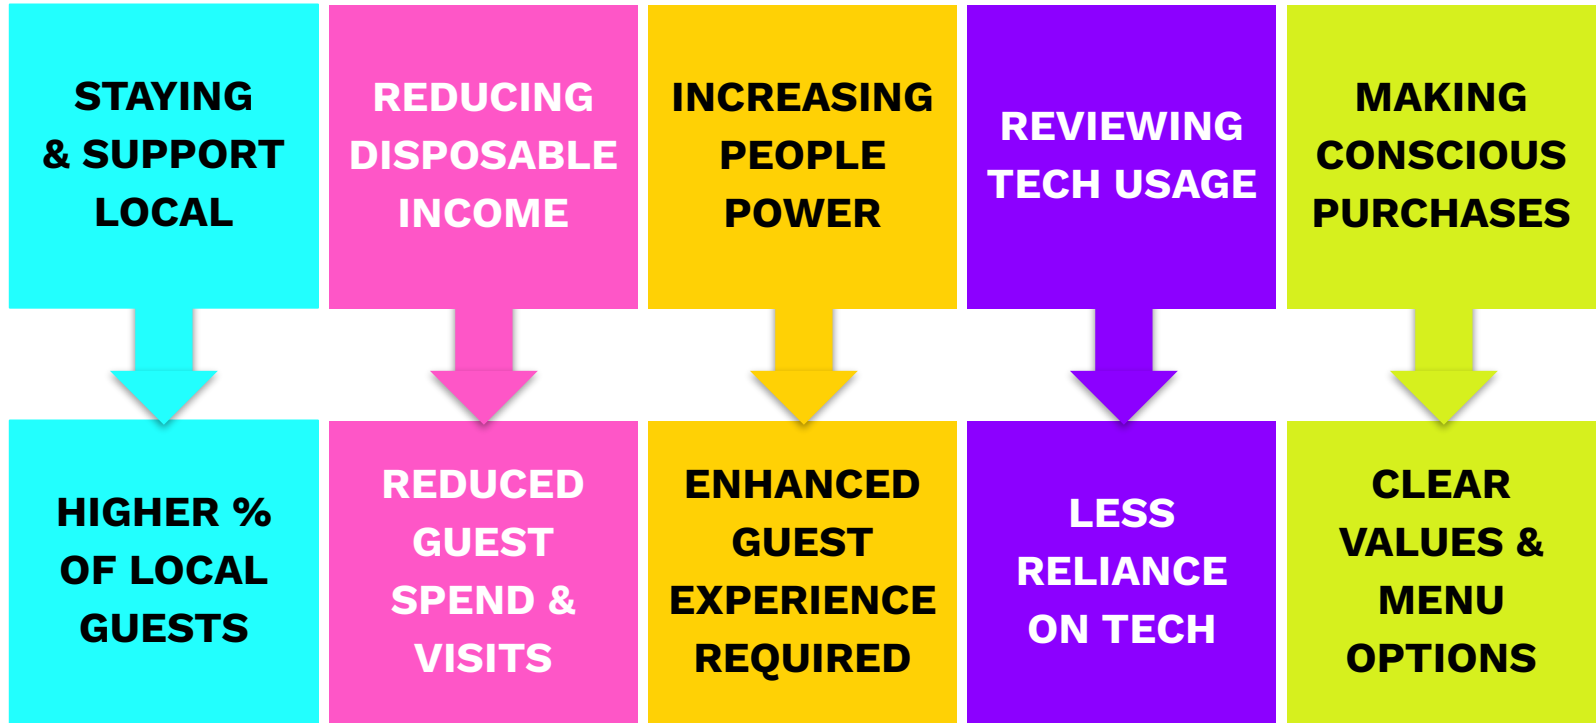 STAYING
& SUPPORT
LOCAL
REDUCING
DISPOSABLE
INCOME
INCREASING
PEOPLE
POWER
REVIEWING
TECH USAGE
MAKING
CONSCIOUS
PURCHASES
HIGHER %
OF LOCAL
GUESTS
REDUCED
GUEST
SPEND &
VISITS
ENHANCED
GUEST
EXPERIENCE
REQUIRED
LESS
RELIANCE
ON TECH
CLEAR
VALUES &
MENU
OPTIONS